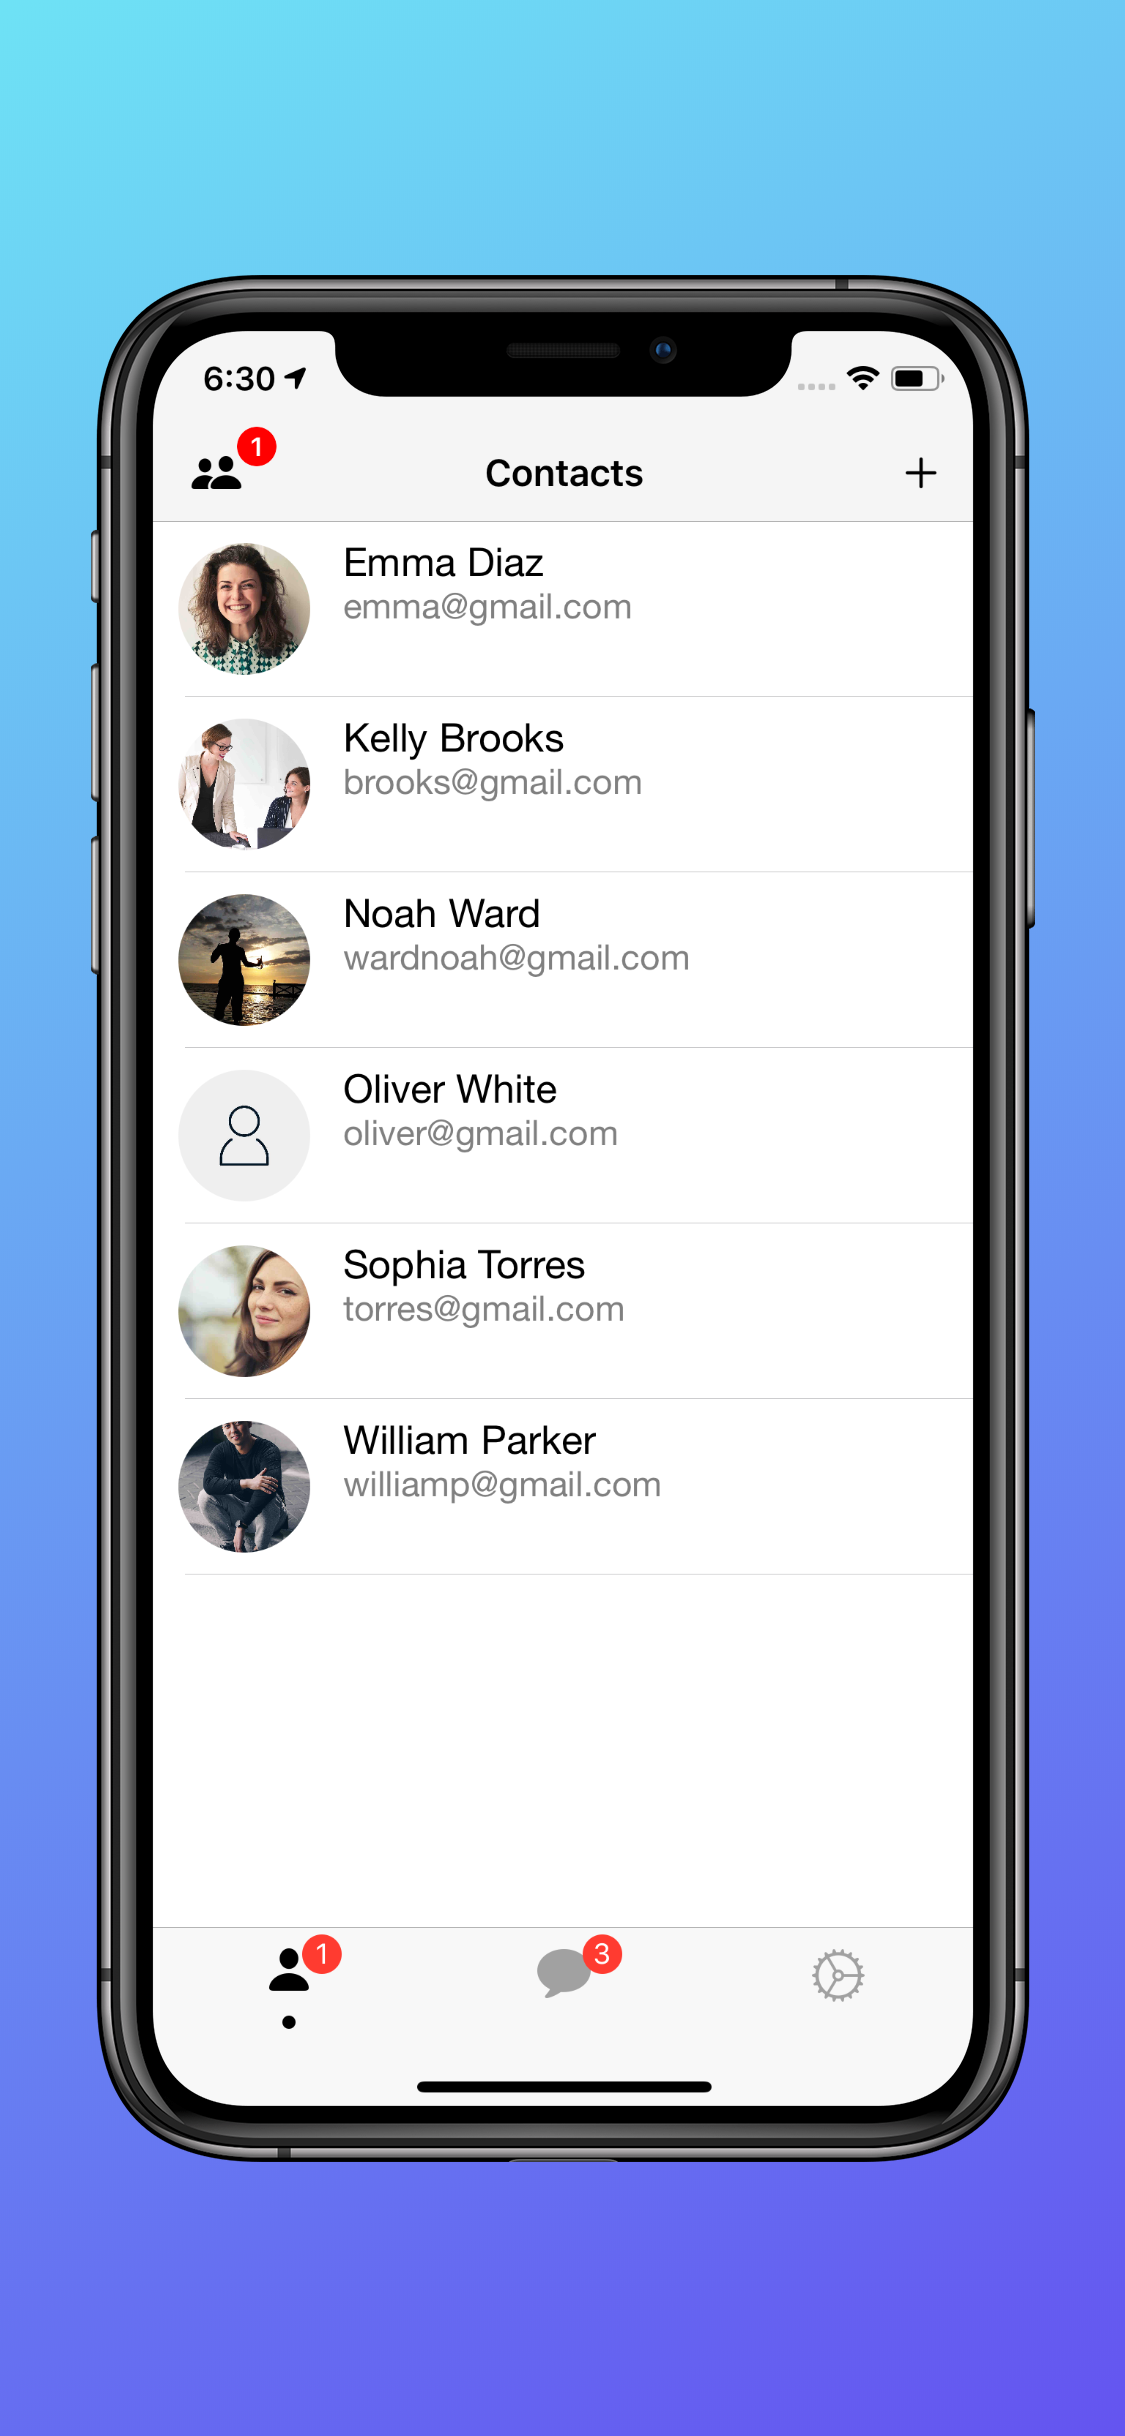 6:30
1
Contacts
Emma Diaz
emma@gmail.com
Kelly Brooks
brooks@gmail.com
Noah Ward
wardnoah@gmail.com
Oliver White
oliver@gmail.com
Sophia Torres
torres@gmail.com
William Parker
williamp@gmail.com
1
3